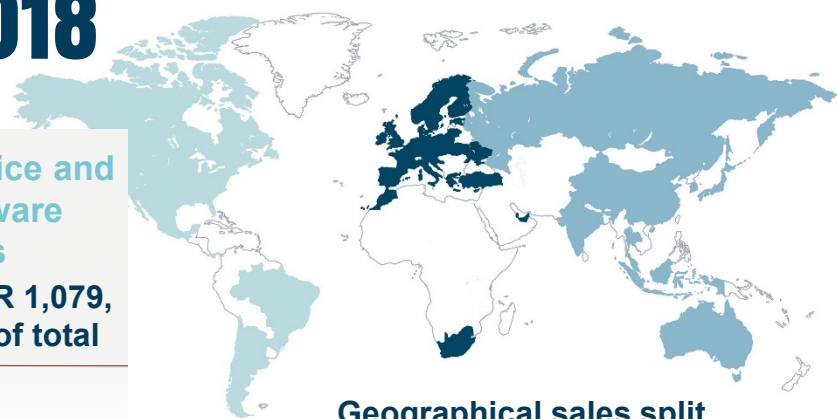 018
ice and
vare
s
R 1,079,
of total
Geographical sales split